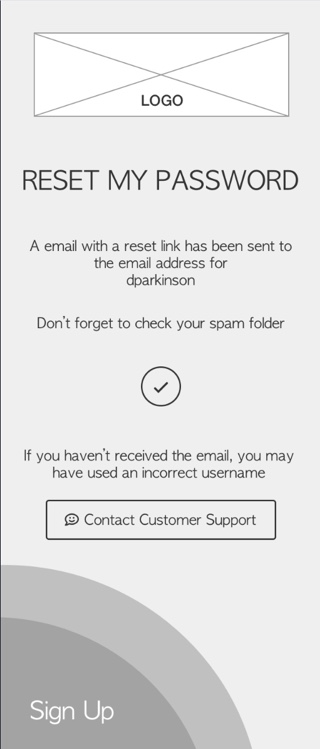 LOGO
RESET MY PASSWORD
A email with a reset link has been sent to
the email address for
dparkinson
Don't forget to check your spam folder
If you haven't received the email, you may
have used an incorrect username
Contact Customer Support
Sign Up